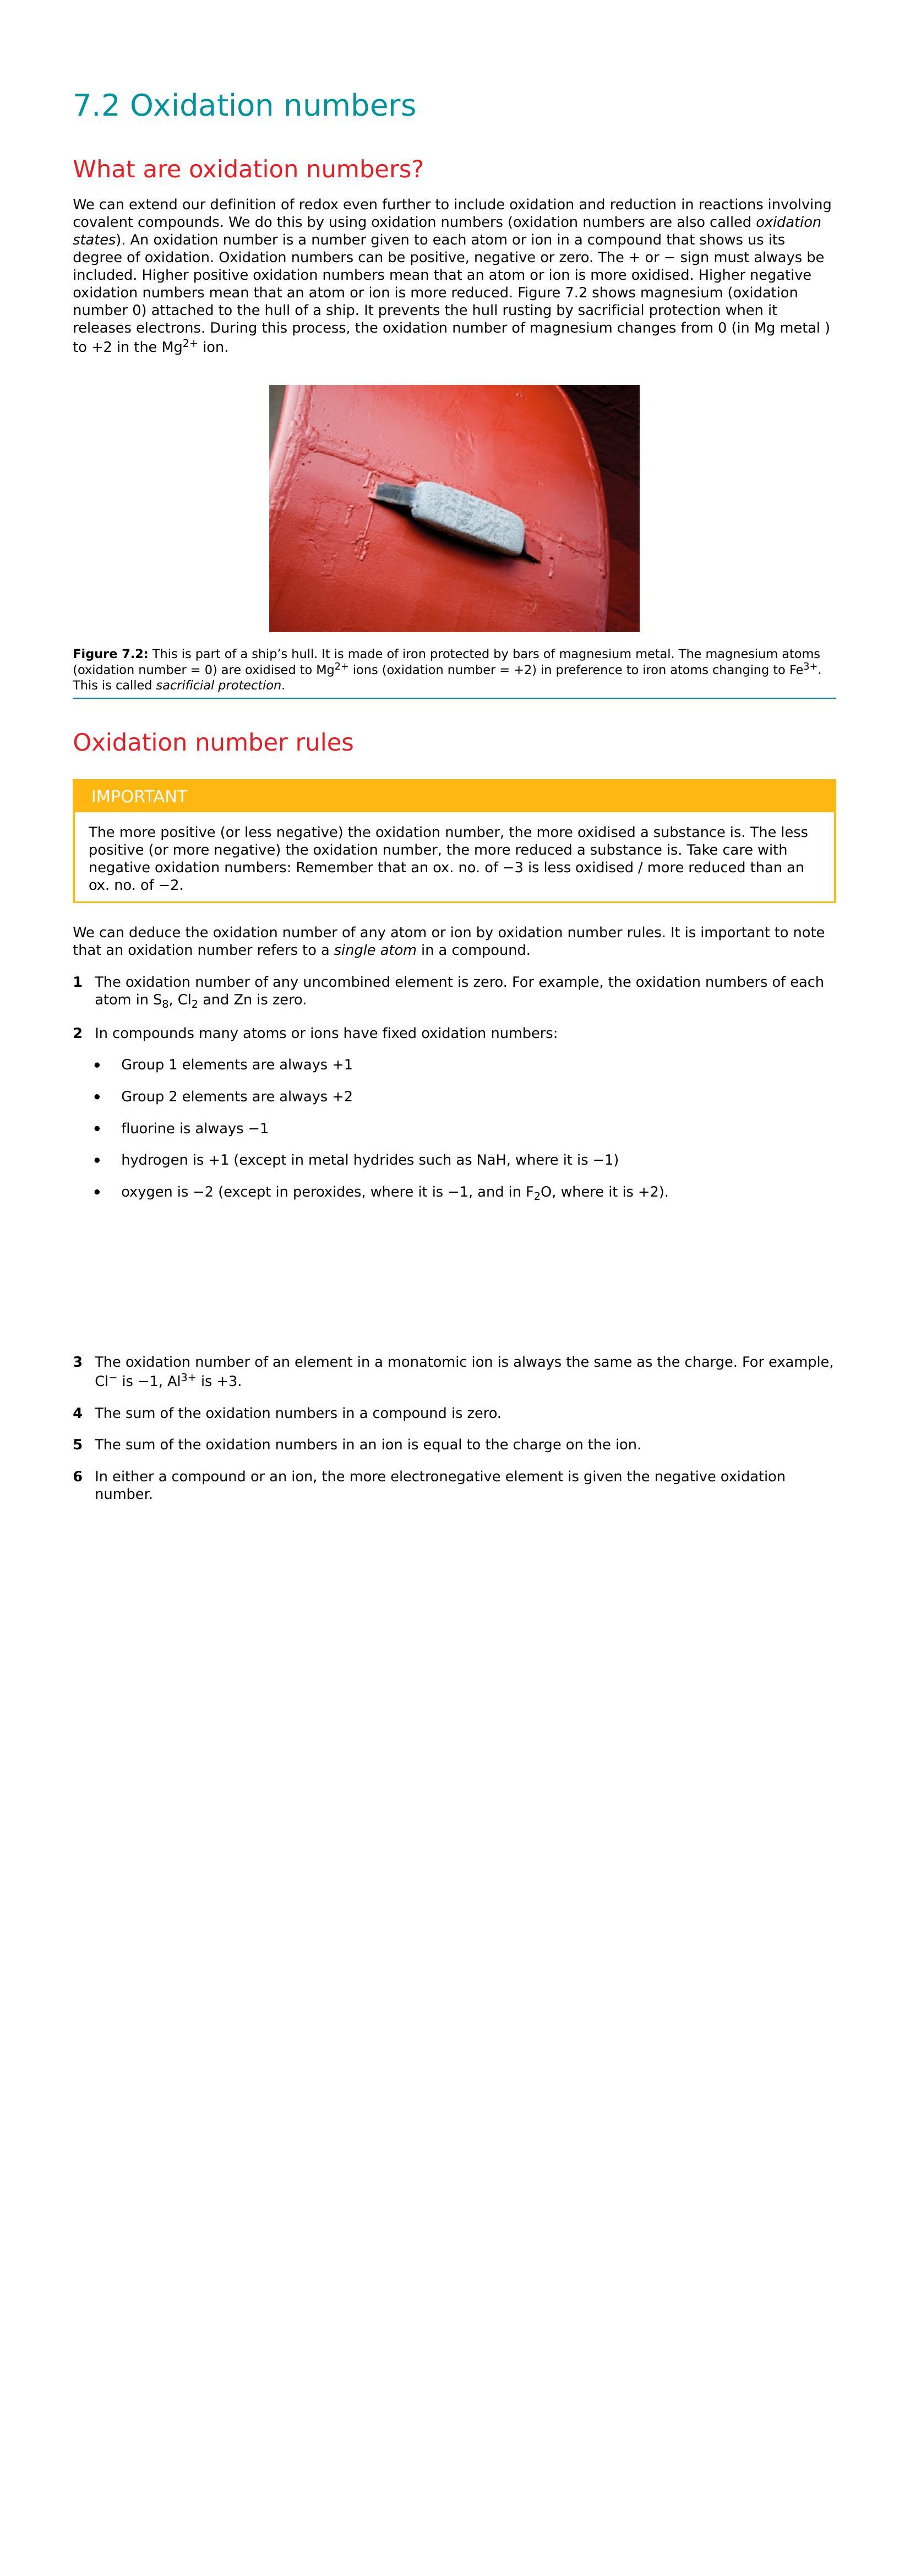 7.2 Oxidation numbers
What are oxidation numbers?
We can extend our definition of redox even further to include oxidation and reduction in reactions involving
covalent compounds. We do this by using oxidation numbers (oxidation numbers are also called oxidation
states). An oxidation number is a number given to each atom or ion in a compound that shows us its
degree of oxidation. Oxidation numbers can be positive, negative or zero. The + or − sign must always be
included. Higher positive oxidation numbers mean that an atom or ion is more oxidised. Higher negative
oxidation numbers mean that an atom or ion is more reduced. Figure 7.2 shows magnesium (oxidation
number 0) attached to the hull of a ship. It prevents the hull rusting by sacrificial protection when it
releases electrons. During this process, the oxidation number of magnesium changes from 0 (in Mg metal )
to +2 in the Mg²⁺ ion.
Figure 7.2: This is part of a ship’s hull. It is made of iron protected by bars of magnesium metal. The magnesium atoms
(oxidation number = 0) are oxidised to Mg²⁺ ions (oxidation number = +2) in preference to iron atoms changing to Fe³⁺.
This is called sacrificial protection.
Oxidation number rules
IMPORTANT
The more positive (or less negative) the oxidation number, the more oxidised a substance is. The less
positive (or more negative) the oxidation number, the more reduced a substance is. Take care with
negative oxidation numbers: Remember that an ox. no. of −3 is less oxidised / more reduced than an
ox. no. of −2.
We can deduce the oxidation number of any atom or ion by oxidation number rules. It is important to note
that an oxidation number refers to a single atom in a compound.
1 The oxidation number of any uncombined element is zero. For example, the oxidation numbers of each
atom in S₈, Cl₂ and Zn is zero.
2 In compounds many atoms or ions have fixed oxidation numbers:
• Group 1 elements are always +1
• Group 2 elements are always +2
• fluorine is always −1
• hydrogen is +1 (except in metal hydrides such as NaH, where it is −1)
• oxygen is −2 (except in peroxides, where it is −1, and in F₂O, where it is +2).
3 The oxidation number of an element in a monatomic ion is always the same as the charge. For example,
Cl⁻ is −1, Al³⁺ is +3.
4 The sum of the oxidation numbers in a compound is zero.
5 The sum of the oxidation numbers in an ion is equal to the charge on the ion.
6 In either a compound or an ion, the more electronegative element is given the negative oxidation
number.